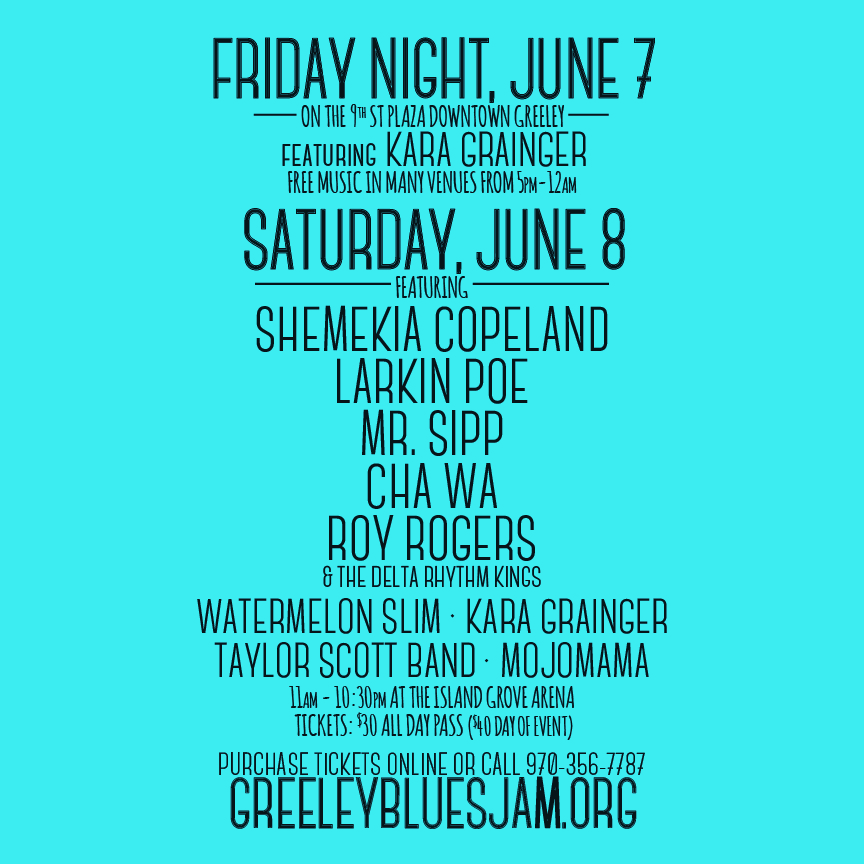 FRIDAY NIGHT, JUNE 7
ON THE 9TH ST PLAZA DOWNTOWN GREELEY
FEATURING KARA GRAINGER
FREE MUSIC IN MANY VENUES FROM 5PM-12AM
SATURDAY, JUNE 8
FEATURING
SHEMEKIA COPELAND
LARKIN POE
MR. SIPP
CHA WA
ROY ROGERS
& THE DELTA RHYTHM KINGS
WATERMELON SLIM · KARA GRAINGER
TAYLOR SCOTT BAND · MOJOMAMA
11AM - 10:30PM AT THE ISLAND GROVE ARENA
TICKETS: $30 ALL DAY PASS ($40 DAY OF EVENT)
PURCHASE TICKETS ONLINE OR CALL 970-356-7787
GREELEYBLUESJAM.ORG